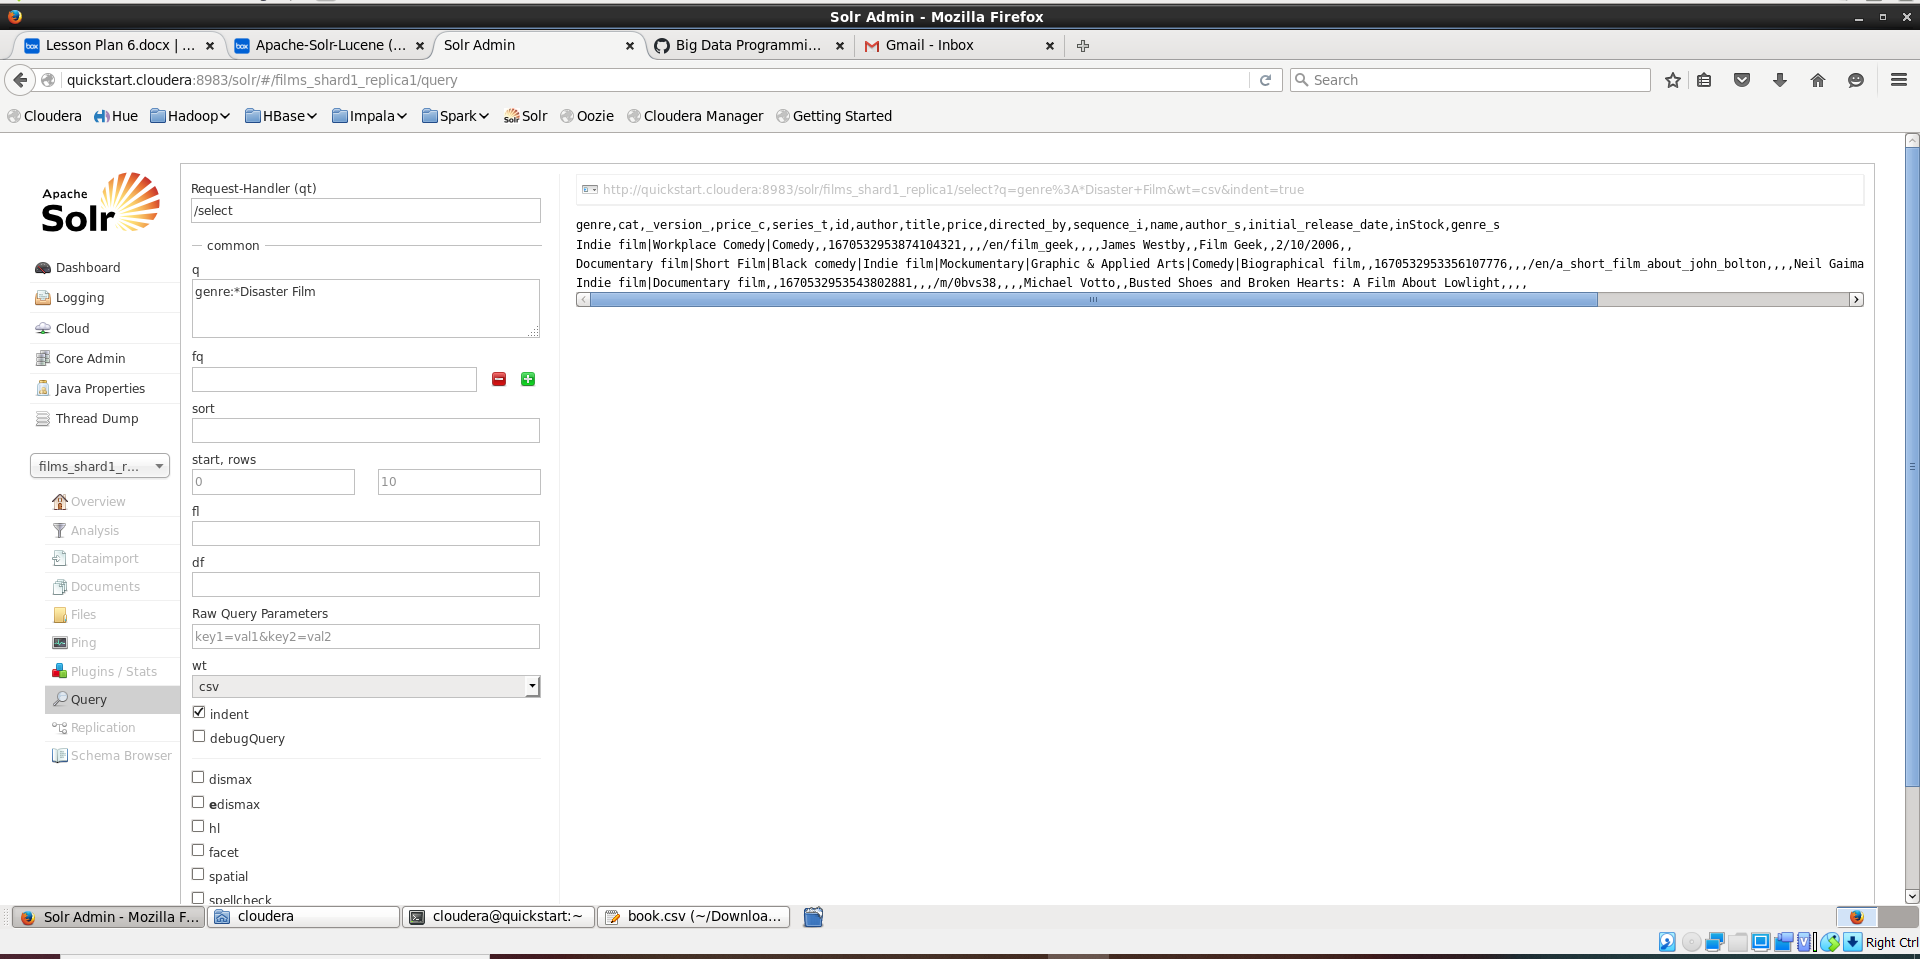 Solr Admin - Mozilla Firefox
Lesson Plan 6.docx | ...
Apache-Solr-Lucene (...
Solr Admin
Big Data Programmi...
Gmail - Inbox
quickstart.cloudera:8983/solr/#/films_shard1_replica1/query
Search
Cloudera
Hue
Hadoop
HBase
Impala
Spark
Solr
Oozie
Cloudera Manager
Getting Started
Apache
Solr
Dashboard
Logging
Cloud
Core Admin
Java Properties
Thread Dump
films_shard1_r...
Overview
Analysis
Dataimport
Documents
Files
Ping
Plugins / Stats
Query
Replication
Schema Browser
Request-Handler (qt)
/select
common
q
genre:*Disaster Film
fq
sort
start, rows
0
10
fl
df
Raw Query Parameters
key1=val1&key2=val2
wt
csv
indent
debugQuery
dismax
edismax
hl
facet
spatial
spellcheck
http://quickstart.cloudera:8983/solr/films_shard1_replica1/select?q=genre%3A*Disaster+Film&wt=csv&indent=true
genre,cat,_version_,price_c,series_t,id,author,title,price,directed_by,sequence_i,name,author_s,initial_release_date,inStock,genre_s
Indie film|Workplace Comedy|Comedy,,1670532953874104321,,,/en/film_geek,,,,James Westby,,Film Geek,,2/10/2006,,
Documentary film|Short Film|Black comedy|Indie film|Mockumentary|Graphic & Applied Arts|Comedy|Biographical film,,1670532953356107776,,,/en/a_short_film_about_john_bolton,,,,Neil Gaima
Indie film|Documentary film,,1670532953543802881,,,/m/0bvs38,,,,Michael Votto,,Busted Shoes and Broken Hearts: A Film About Lowlight,,,,
Solr Admin - Mozilla F...
cloudera
cloudera@quickstart:~
book.csv (~/Downloa...
Right Ctrl